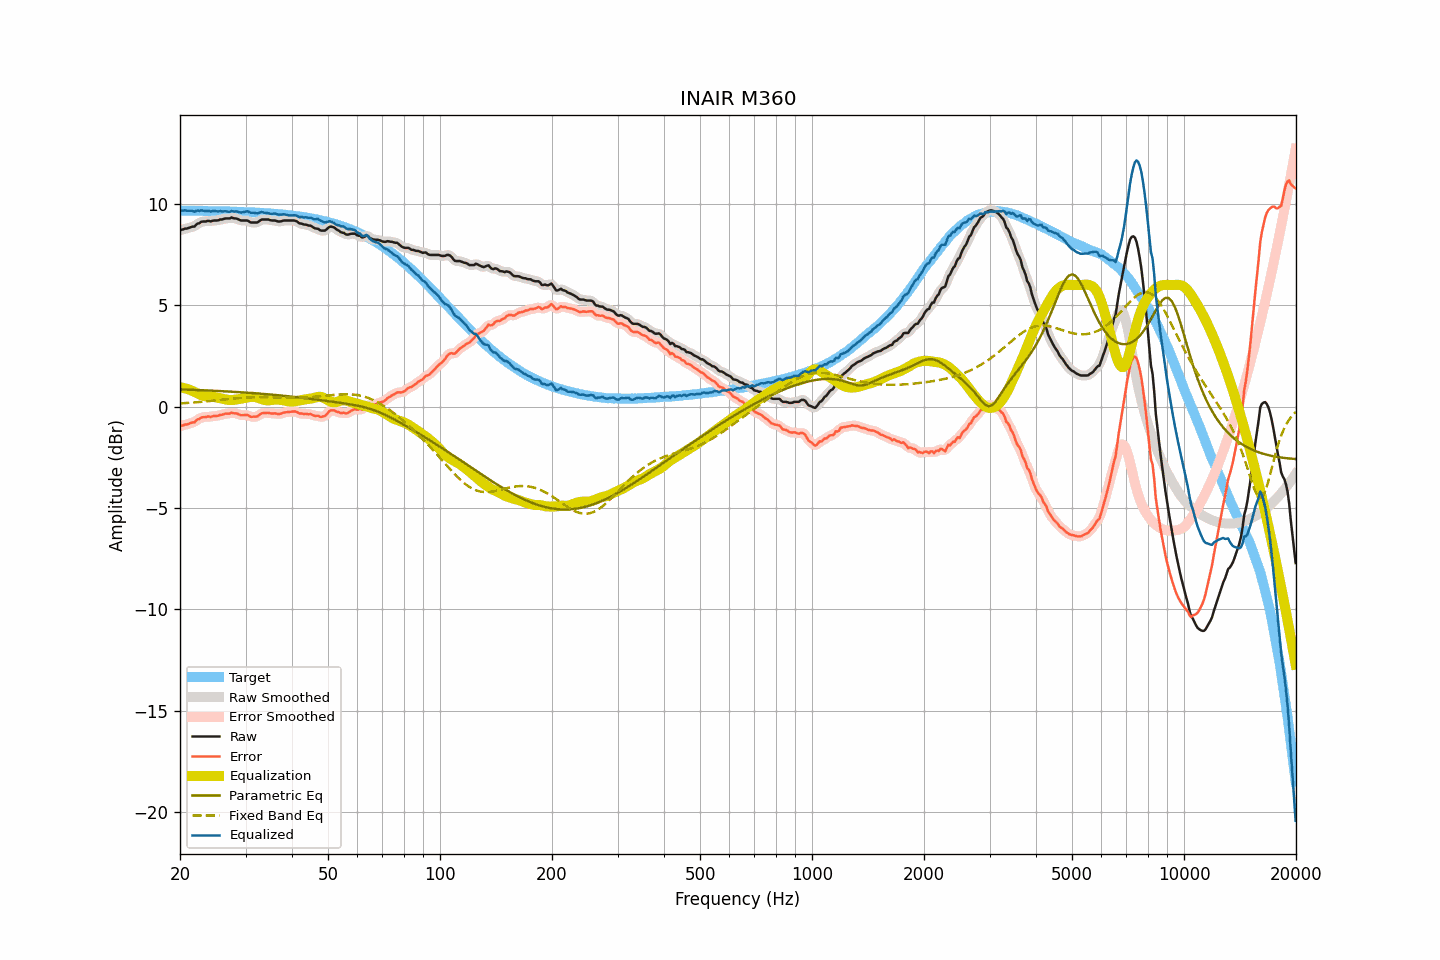 INAIR M360
Amplitude (dBr)
10
5
0
−5
−10
−15
−20
Target
Raw Smoothed
Error Smoothed
Raw
Error
Equalization
Parametric Eq
Fixed Band Eq
Equalized
20 50 100 200 500 1000 2000 5000 10000 20000
Frequency (Hz)